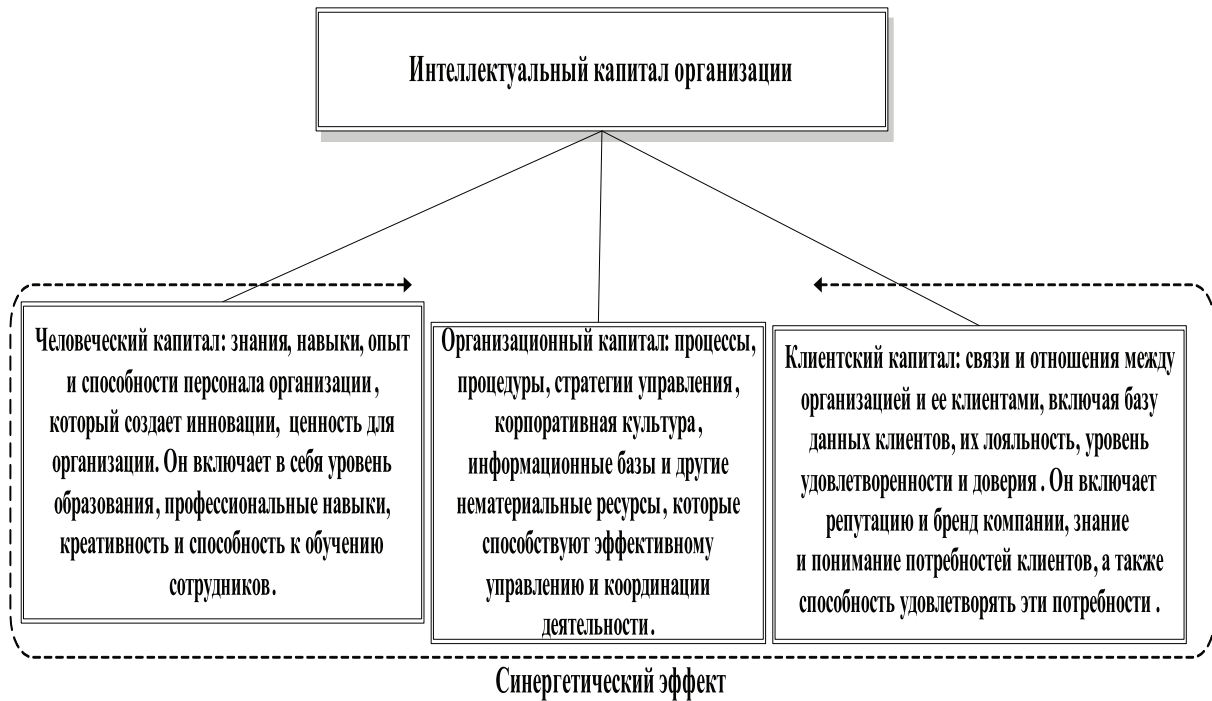 Интеллектуальный капитал организации
Человеческий капитал: знания, навыки, опыт
и способности персонала организации,
который создает инновации, ценность для
организации. Он включает в себя уровень
образования, профессиональные навыки,
креативность и способность к обучению
сотрудников.
Организационный капитал: процессы,
процедуры, стратегии управления,
корпоративная культура,
информационные базы и другие
нематериальные ресурсы, которые
способствуют эффективному
управлению и координации
деятельности.
Клиентский капитал: связи и отношения между
организацией и ее клиентами, включая базу
данных клиентов, их лояльность, уровень
удовлетворенности и доверия. Он включает
репутацию и бренд компании, знание
и понимание потребностей клиентов, а также
способность удовлетворять эти потребности.
Синергетический эффект